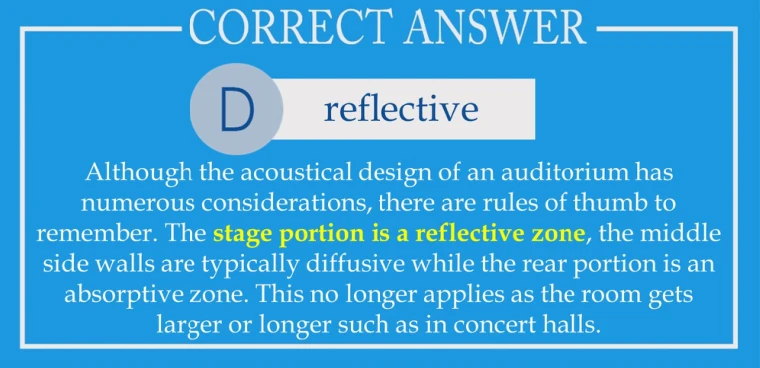 CORRECT ANSWER
D reflective
Although the acoustical design of an auditorium has
numerous considerations, there are rules of thumb to
remember. The stage portion is a reflective zone, the middle
side walls are typically diffusive while the rear portion is an
absorptive zone. This no longer applies as the room gets
larger or longer such as in concert halls.